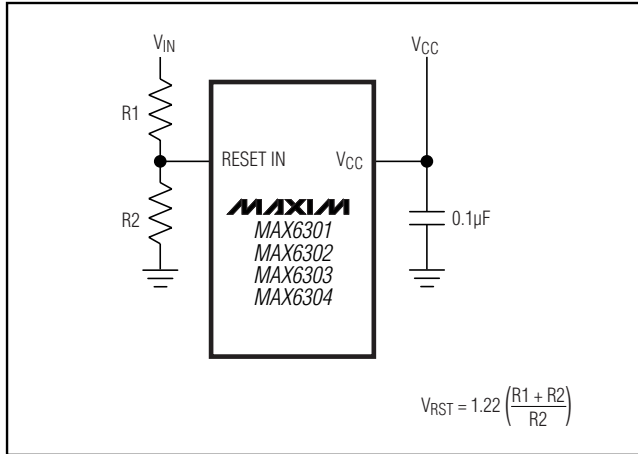 V_IN
V_CC
R1
RESET IN
V_CC
R2
MAXIM
MAX6301
MAX6302
MAX6303
MAX6304
0.1µF
V_RST = 1.22 (R1 + R2 / R2)